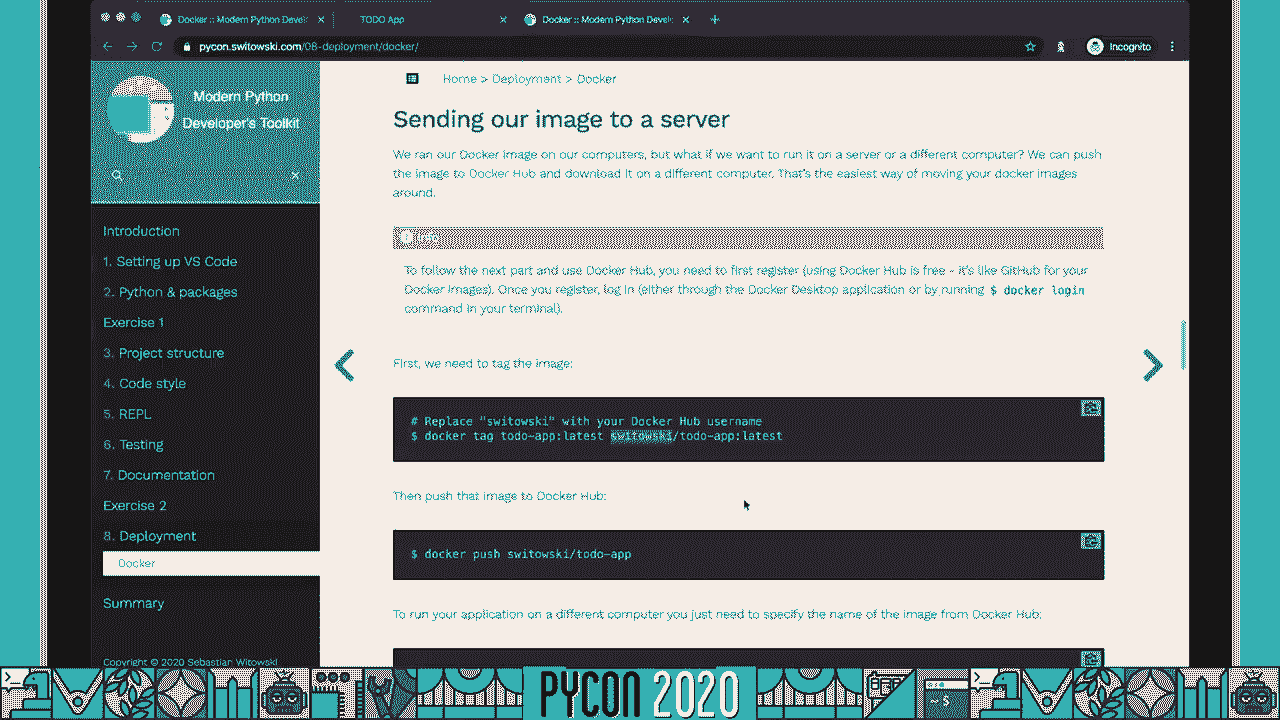 Docker :: Modern Python Devel
TODO App
Docker :: Modern Python Devel
pycon.switowski.com/08-deployment/docker/
Incognito
Modern Python
Developer's Toolkit
Introduction
1. Setting up VS Code
2. Python & packages
Exercise 1
3. Project structure
4. Code style
5. REPL
6. Testing
7. Documentation
Exercise 2
8. Deployment
Docker
Summary
Copyright © 2020 Sebastian Witowski
Home > Deployment > Docker
Sending our image to a server
We ran our Docker image on our computers, but what if we want to run it on a server or a different computer? We can push
the image to Docker Hub and download it on a different computer. That's the easiest way of moving your docker images
around.
To follow the next part and use Docker Hub, you need to first register (using Docker Hub is free - it's like GitHub for your
Docker images). Once you register, log in (either through the Docker Desktop application or by running $ docker login
command in your terminal).
First, we need to tag the image:
# Replace "switowski" with your Docker Hub username
$ docker tag todo-app:latest switowski/todo-app:latest
Then push that image to Docker Hub:
$ docker push switowski/todo-app
To run your application on a different computer you just need to specify the name of the image from Docker Hub:
PYCON 2020
~ $